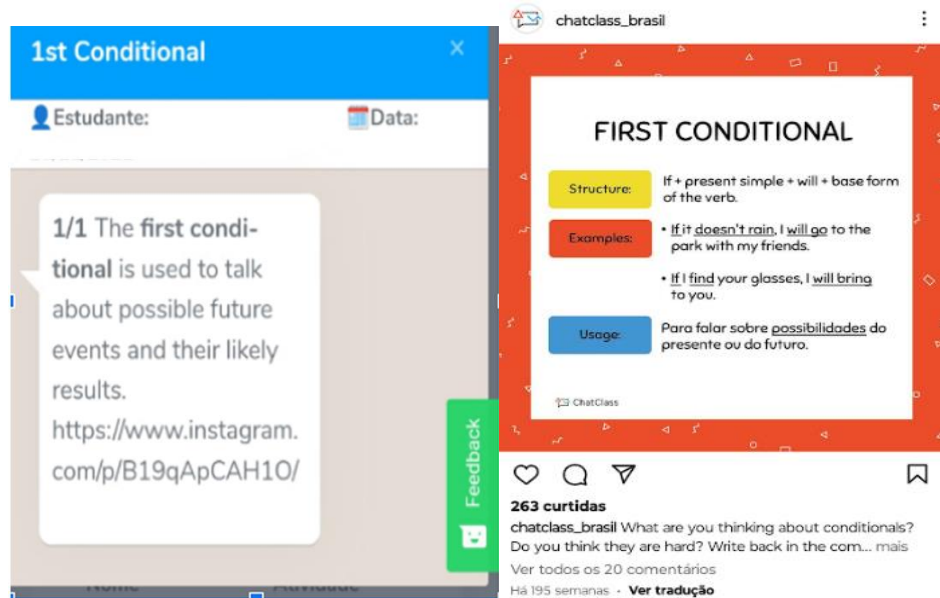 1st Conditional
×
Estudante:
Data:
1/1 The first condi-
tional is used to talk
about possible future
events and their likely
results.
https://www.instagram.
com/p/B19qApCAH1O/
Feedback
Nome
Atividade
chatclass_brasil
FIRST CONDITIONAL
Structure:
If + present simple + will + base form
of the verb.
Examples:
• If it doesn't rain, I will go to the
park with my friends.
• If I find your glasses, I will bring
to you.
Usage:
Para falar sobre possibilidades do
presente ou do futuro.
ChatClass
263 curtidas
chatclass_brasil What are you thinking about conditionals?
Do you think they are hard? Write back in the com... mais
Ver todos os 20 comentários
Há 195 semanas · Ver tradução